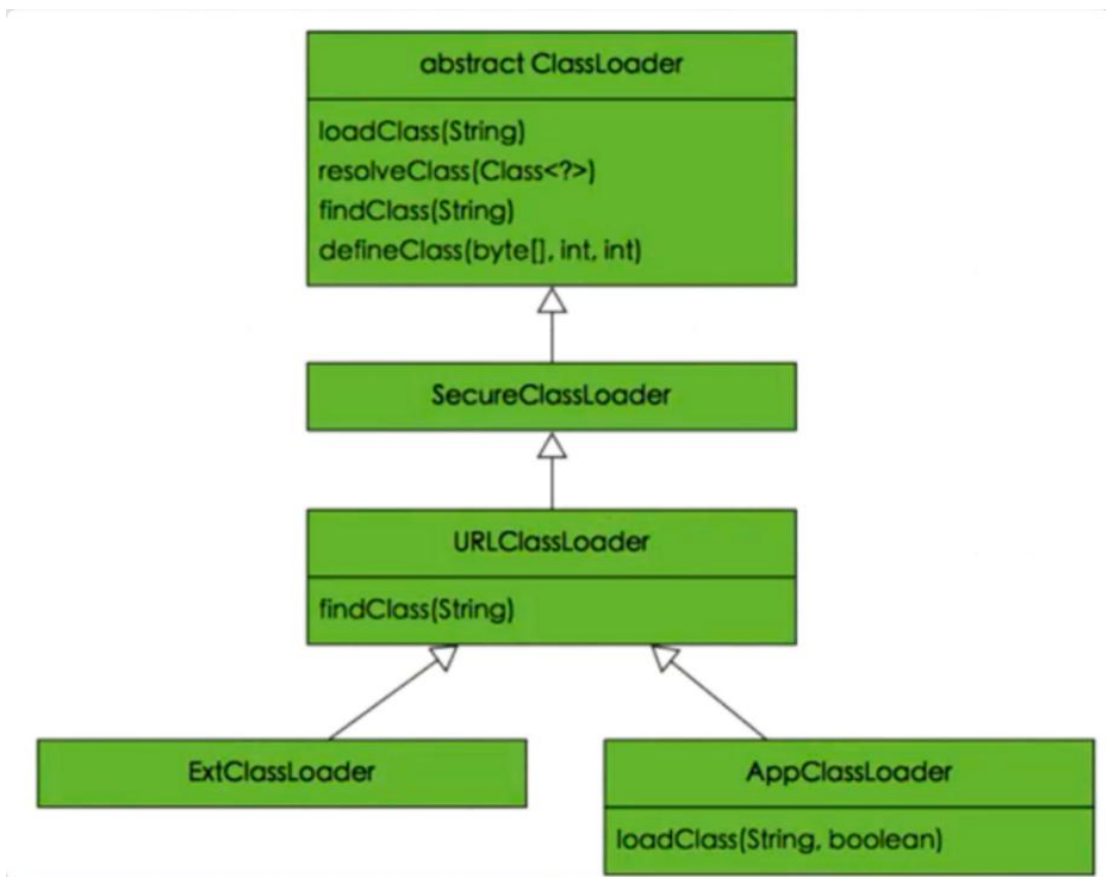 abstract ClassLoader
loadClass(String)
resolveClass(Class<?>)
findClass(String)
defineClass(byte[], int, int)
SecureClassLoader
URLClassLoader
findClass(String)
ExtClassLoader
AppClassLoader
loadClass(String, boolean)